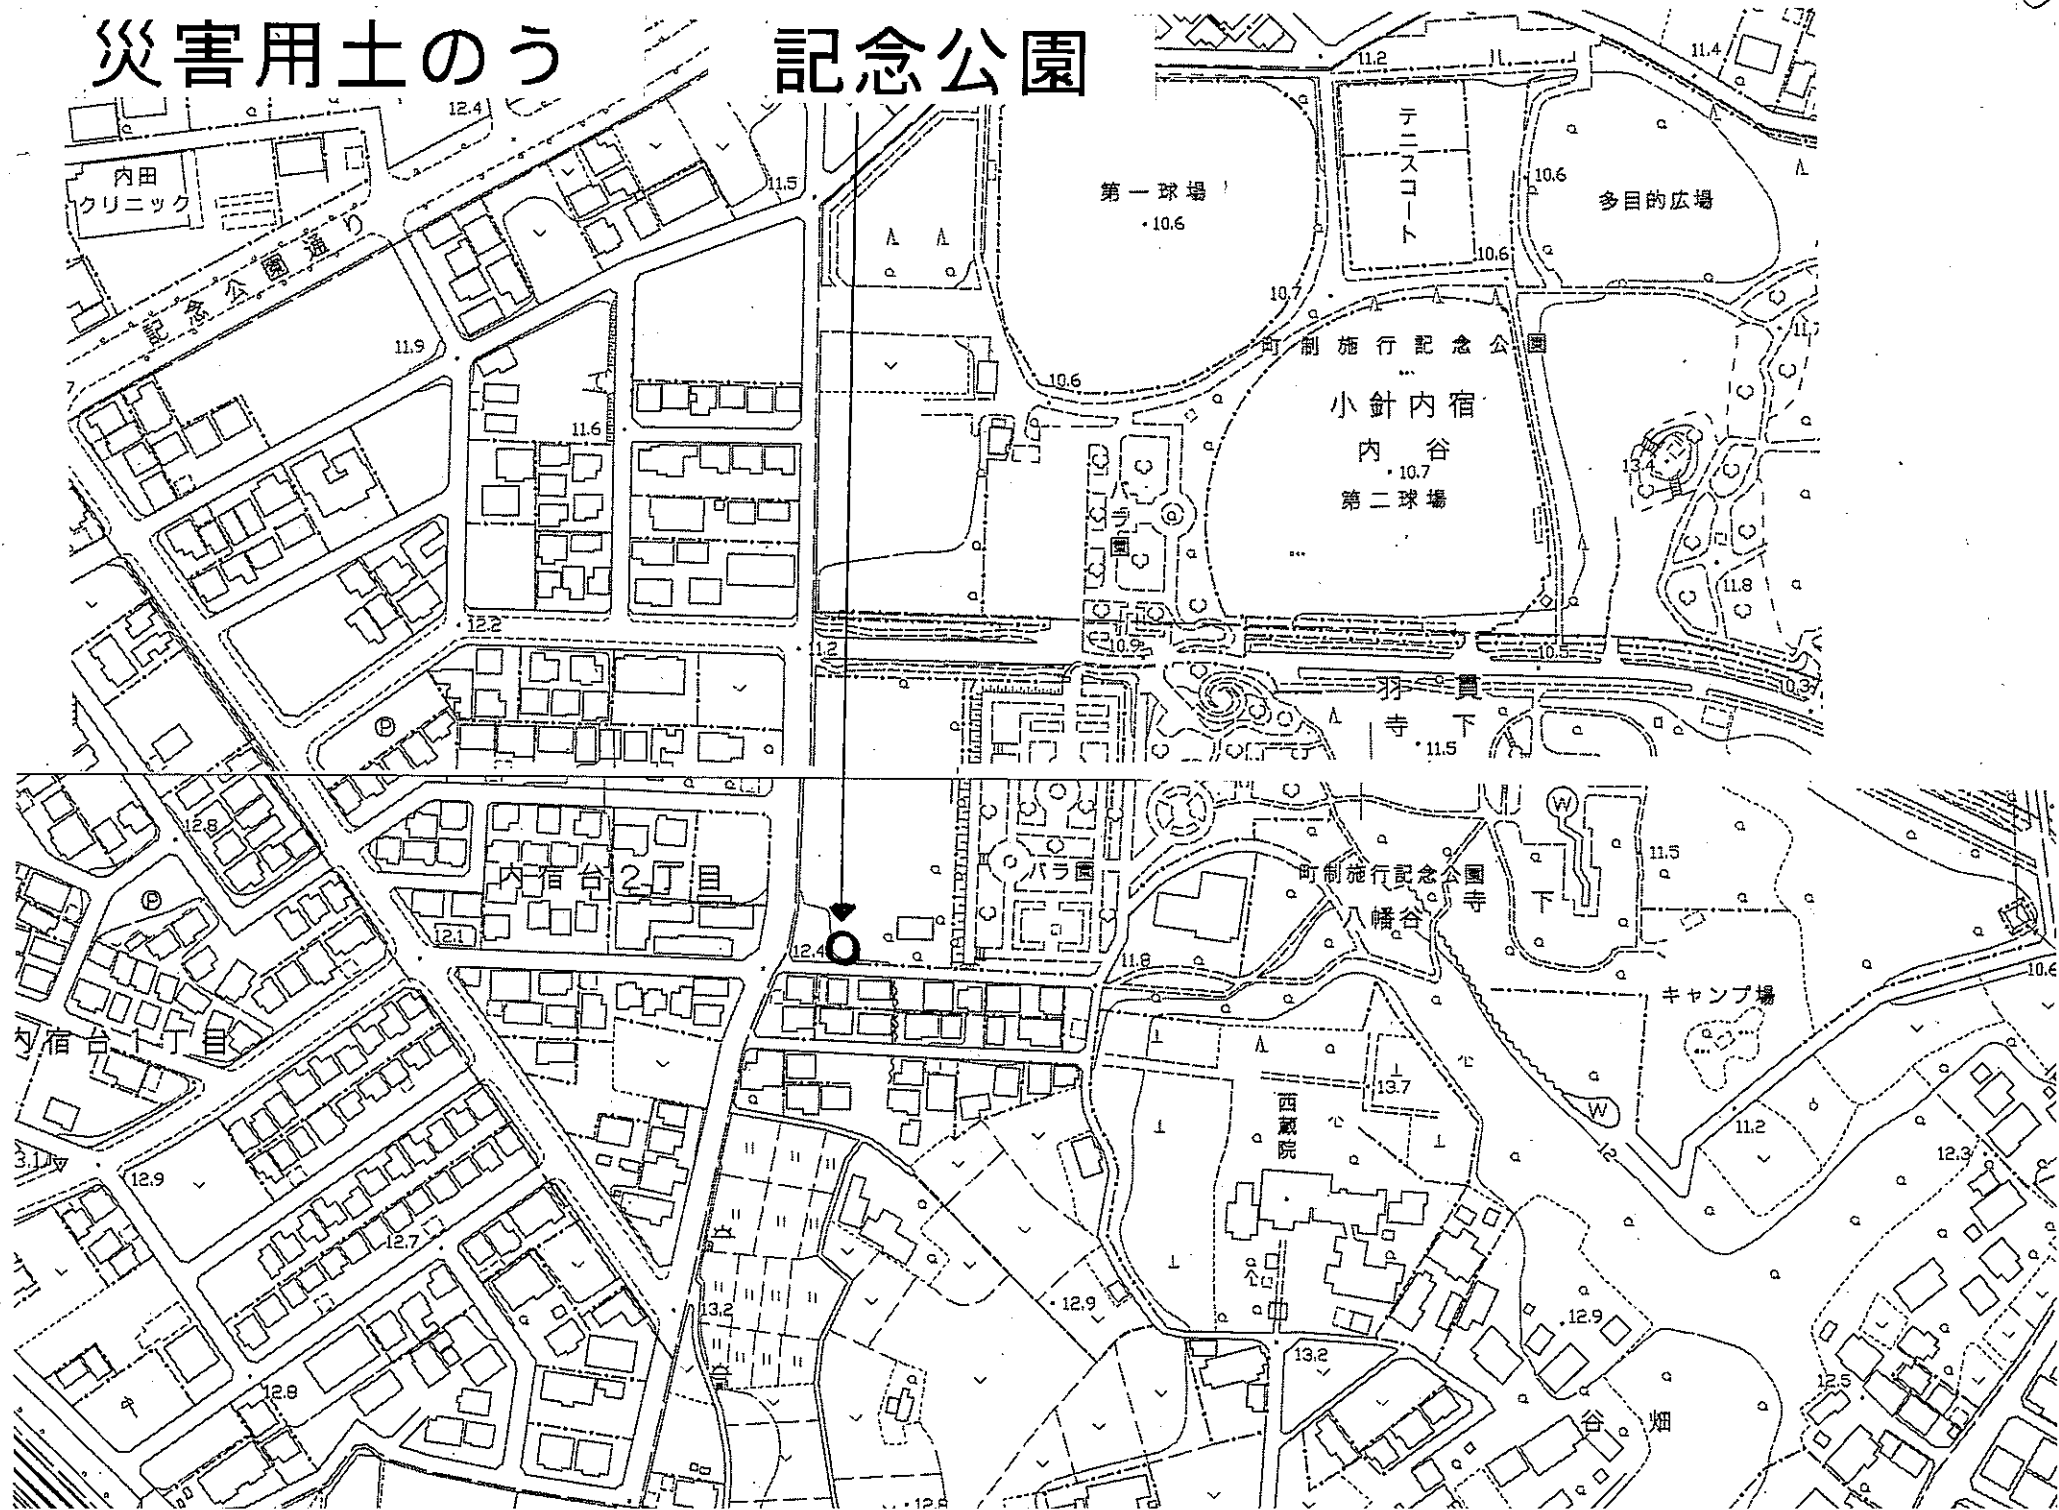 災害用土のう 記念公園
11.2
11.4
12.4
内田
クリニック
11.5
テニスコート
10.6
第一球場
・10.6
多目的広場
記念公園通り
10.6
10.7
11.9
町制施行記念公園
10.6
小針内宿
11.6
内谷
・10.7
13.4
第二球場
バラ園
11.8
12.2
11.2
10.9
10.5
10.3
羽貫
寺下
・11.5
P
W
12.8
11.5
内宿台2丁目
バラ園
町制施行記念公園
寺下
八幡谷
P
12.1
12.4
11.8
10.6
キャンプ場
内宿台1丁目
13.7
西蔵院
W
11.2
12.3
12.9
12.7
13.2
・12.9
・12.9
13.2
12.8
12.5
谷畑